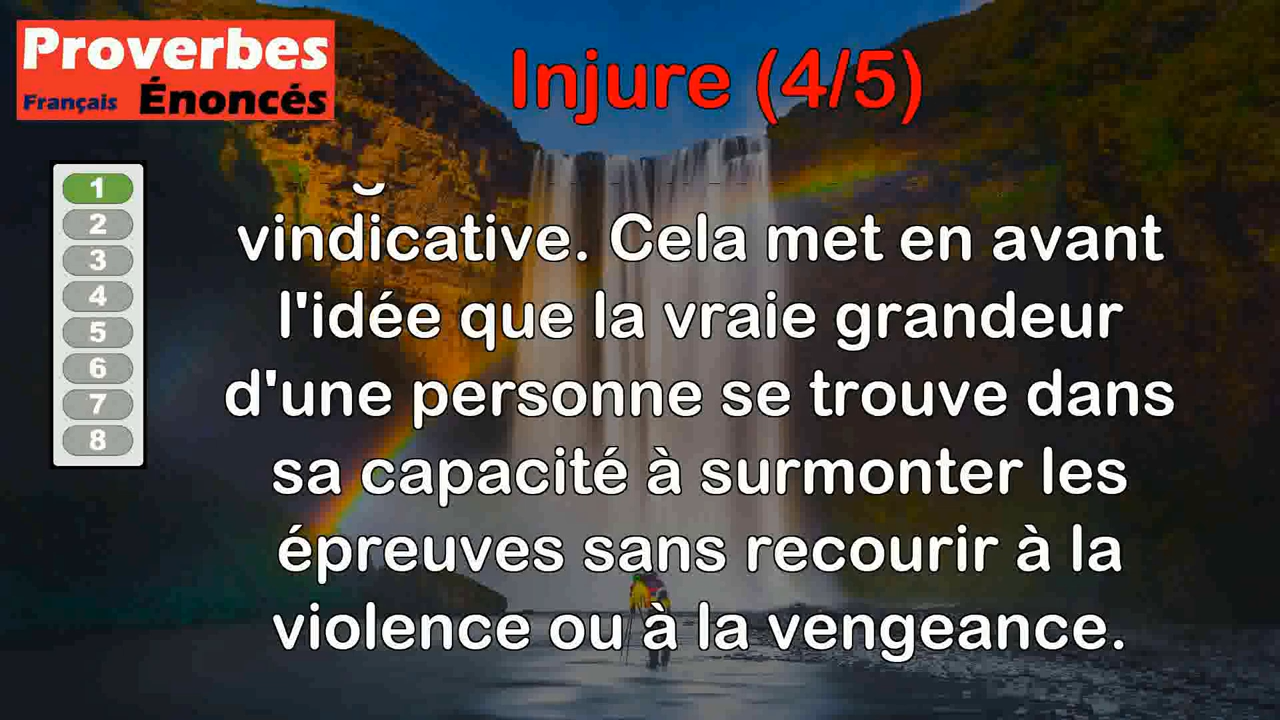 Proverbes
Français Énoncés
Injure (4/5)
1
2
3
4
5
6
7
8
vindicative. Cela met en avant
l'idée que la vraie grandeur
d'une personne se trouve dans
sa capacité à surmonter les
épreuves sans recourir à la
violence ou à la vengeance.